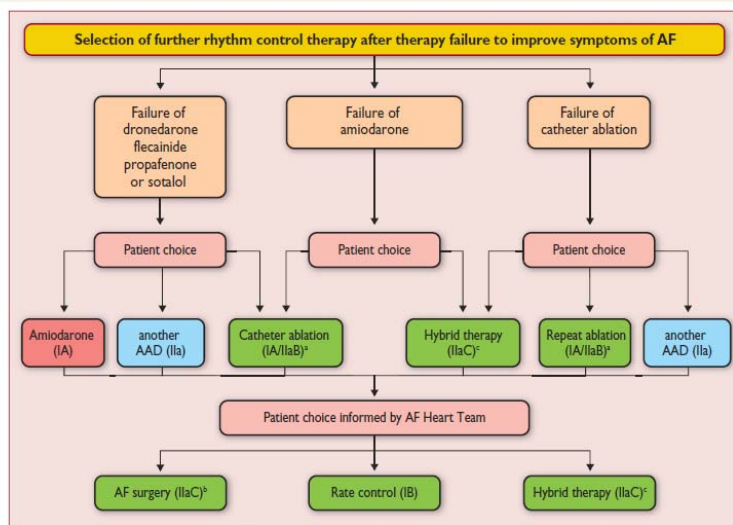 Selection of further rhythm control therapy after therapy failure to improve symptoms of AF
Failure of
dronedarone
flecainide
propafenone
or sotalol
Failure of
amiodarone
Failure of
catheter ablation
Patient choice
Patient choice
Patient choice
Amiodarone
(IA)
another
AAD (IIa)
Catheter ablation
(IA/IIaB)ᵃ
Hybrid therapy
(IIaC)ᶜ
Repeat ablation
(IA/IIaB)ᵃ
another
AAD (IIa)
Patient choice informed by AF Heart Team
AF surgery (IIaC)ᵇ
Rate control (IB)
Hybrid therapy (IIaC)ᶜ